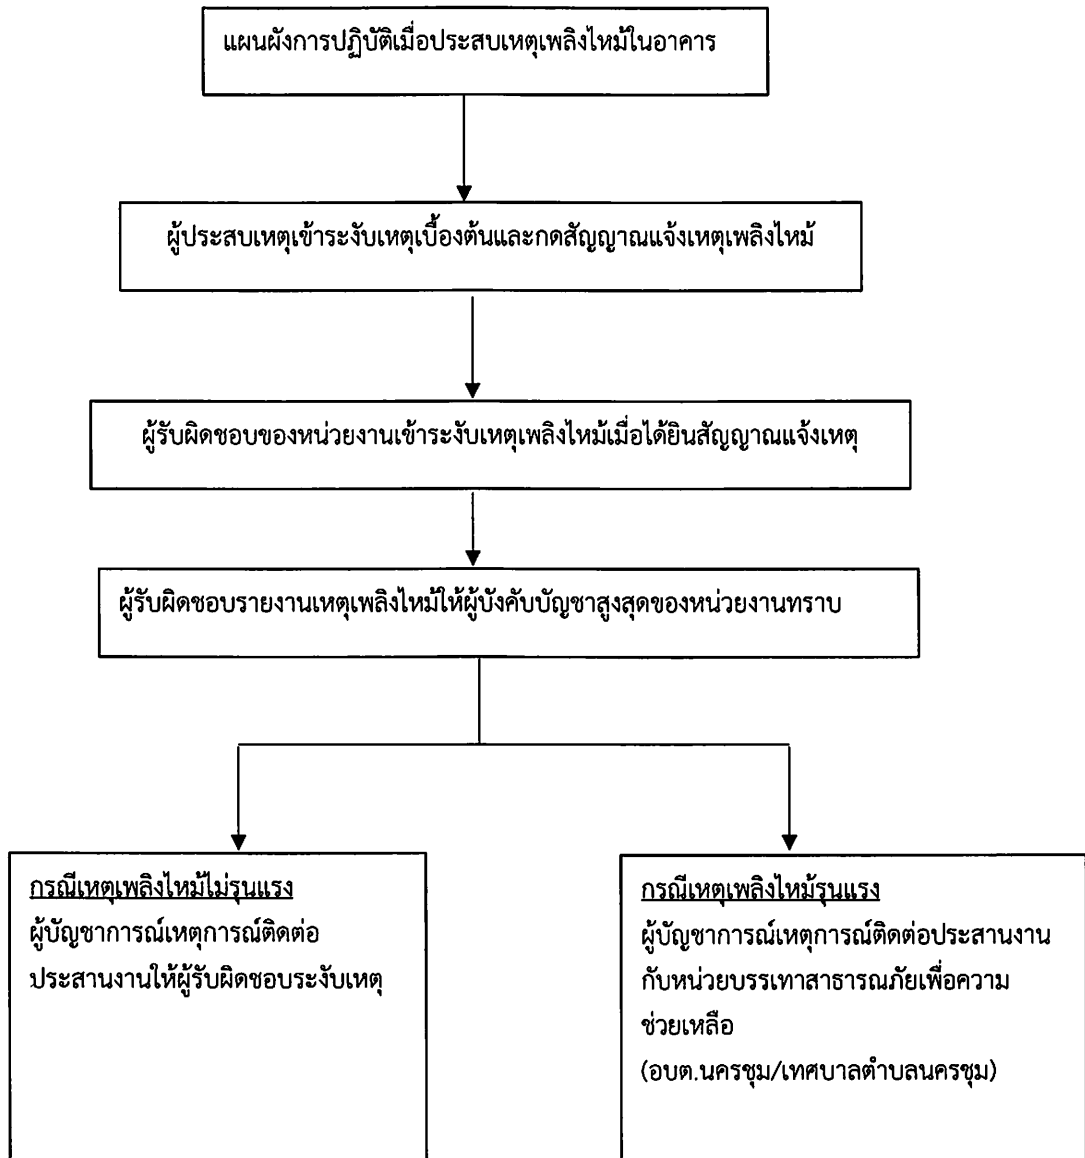 แผนผังการปฏิบัติเมื่อประสบเหตุเพลิงไหม้ในอาคาร
ผู้ประสบเหตุเข้าระงับเหตุเบื้องต้นและกดสัญญาณแจ้งเหตุเพลิงไหม้
ผู้รับผิดชอบของหน่วยงานเข้าระงับเหตุเพลิงไหม้เมื่อได้ยินสัญญาณแจ้งเหตุ
ผู้รับผิดชอบรายงานเหตุเพลิงไหม้ให้ผู้บังคับบัญชาสูงสุดของหน่วยงานทราบ
กรณีเหตุเพลิงไหม้ไม่รุนแรง
ผู้บัญชาการณ์เหตุการณ์ติดต่อ
ประสานงานให้ผู้รับผิดชอบระงับเหตุ
กรณีเหตุเพลิงไหม้รุนแรง
ผู้บัญชาการณ์เหตุการณ์ติดต่อประสานงาน
กับหน่วยบรรเทาสาธารณภัยเพื่อความ
ช่วยเหลือ
(อบต.นครชุม/เทศบาลตำบลนครชุม)